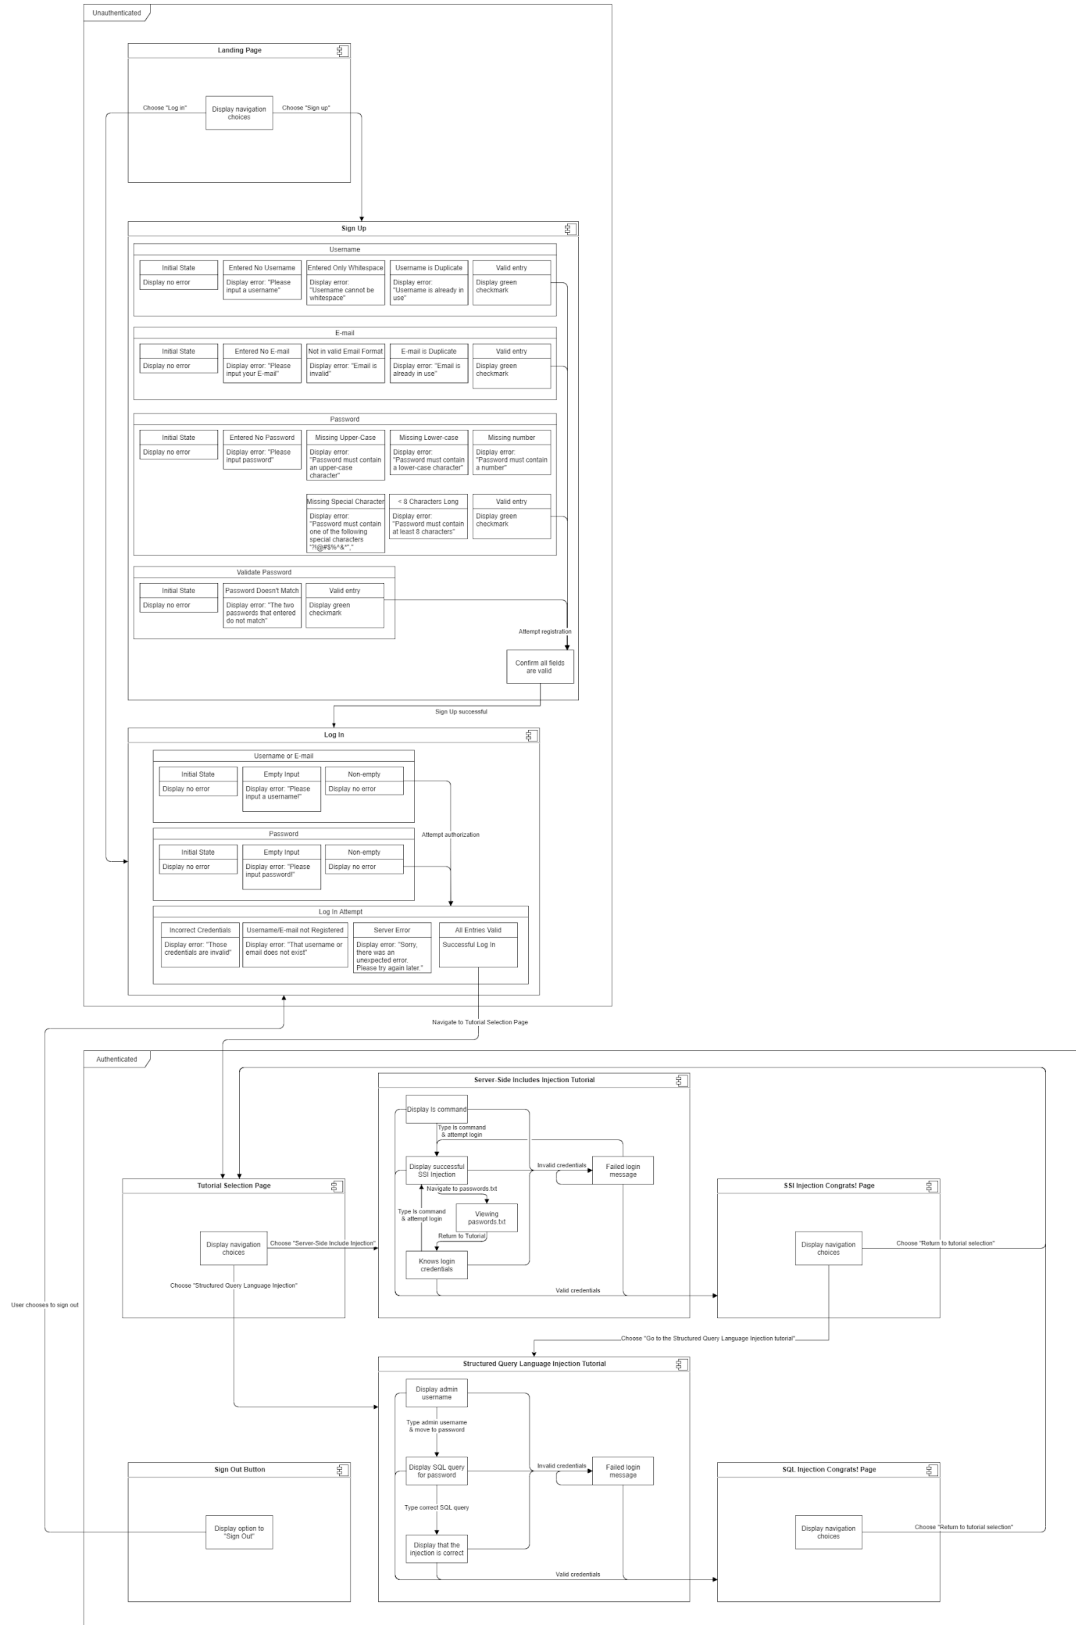 Unauthenticated
Landing Page
Choose "Log in"
Display navigation
choices
Choose "Sign up"
Sign Up
Username
Initial State
Display no error
Entered No Username
Display error: "Please
input a username"
Entered Only Whitespace
Display error:
"Username cannot be
whitespace"
Username is Duplicate
Display error:
"Username is already in
use"
Valid entry
Display green
checkmark
E-mail
Initial State
Display no error
Entered No E-mail
Display error: "Please
input your E-mail"
Not in valid Email Format
Display error: "Email is
invalid"
E-mail is Duplicate
Display error: "Email is
already in use"
Valid entry
Display green
checkmark
Password
Initial State
Display no error
Entered No Password
Display error: "Please
input password"
Missing Upper-Case
Display error:
"Password must contain
an upper-case
character"
Missing Lower-case
Display error:
"Password must contain
a lower-case character"
Missing number
Display error:
"Password must contain
a number"
Missing Special Character
Display error:
"Password must contain
one of the following
special characters
< 8 Characters Long
Display error:
"Password must contain
at least 8 characters"
Valid entry
Display green
checkmark
Validate Password
Initial State
Display no error
Password Doesn't Match
Display error: "The two
passwords that entered
do not match"
Valid entry
Display green
checkmark
Attempt registration
Confirm all fields
are valid
Sign Up successful
Log In
Username or E-mail
Initial State
Display no error
Empty Input
Display error: "Please
input a username!"
Non-empty
Display no error
Attempt authorization
Password
Initial State
Display no error
Empty Input
Display error: "Please
input password!"
Non-empty
Display no error
Log In Attempt
Incorrect Credentials
Display error: "Those
credentials are invalid"
Username/E-mail not Registered
Display error: "That username or
email does not exist"
Server Error
Display error: "Sorry,
there was an
unexpected error.
Please try again later."
All Entries Valid
Successful Log In
Navigate to Tutorial Selection Page
Authenticated
Server-Side Includes Injection Tutorial
Display ls command
Type ls command
& attempt login
Display successful
SSI Injection
Invalid credentials
Failed login
message
Navigate to passwords.txt
Viewing
paswords.txt
Type ls command
& attempt login
Return to Tutorial
Knows login
credentials
Valid credentials
Tutorial Selection Page
Display navigation
choices
Choose "Server-Side Include Injection"
Choose "Structured Query Language Injection"
SSI Injection Congrats! Page
Display navigation
choices
Choose "Return to tutorial selection"
User chooses to sign out
Choose "Go to the Structured Query Language Injection tutorial"
Structured Query Language Injection Tutorial
Display admin
username
Type admin username
& move to password
Display SQL query
for password
Invalid credentials
Failed login
message
Type correct SQL query
Display that the
injection is correct
Valid credentials
Sign Out Button
Display option to
"Sign Out"
SQL Injection Congrats! Page
Display navigation
choices
Choose "Return to tutorial selection"